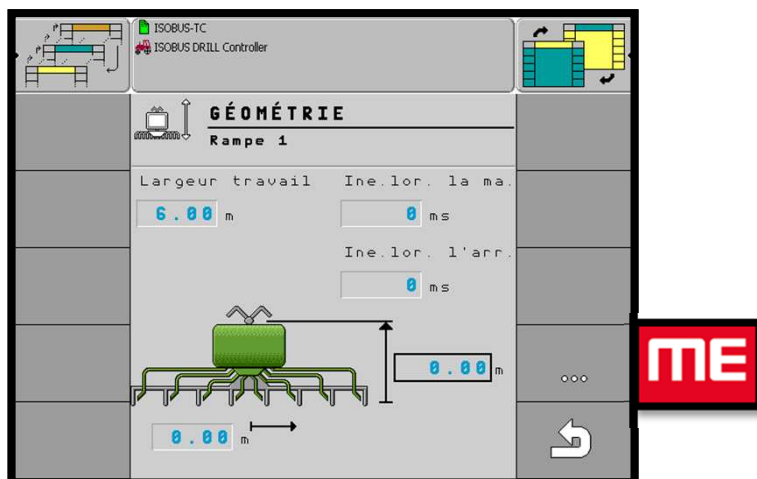 ISOBUS-TC
ISOBUS DRILL Controller
GÉOMÉTRIE
Rampe 1
Largeur travail Ine.lor. la ma.
6.00 m 0 ms
Ine.lor. l'arr.
0 ms
0.00 m
...
0.00 m
ME